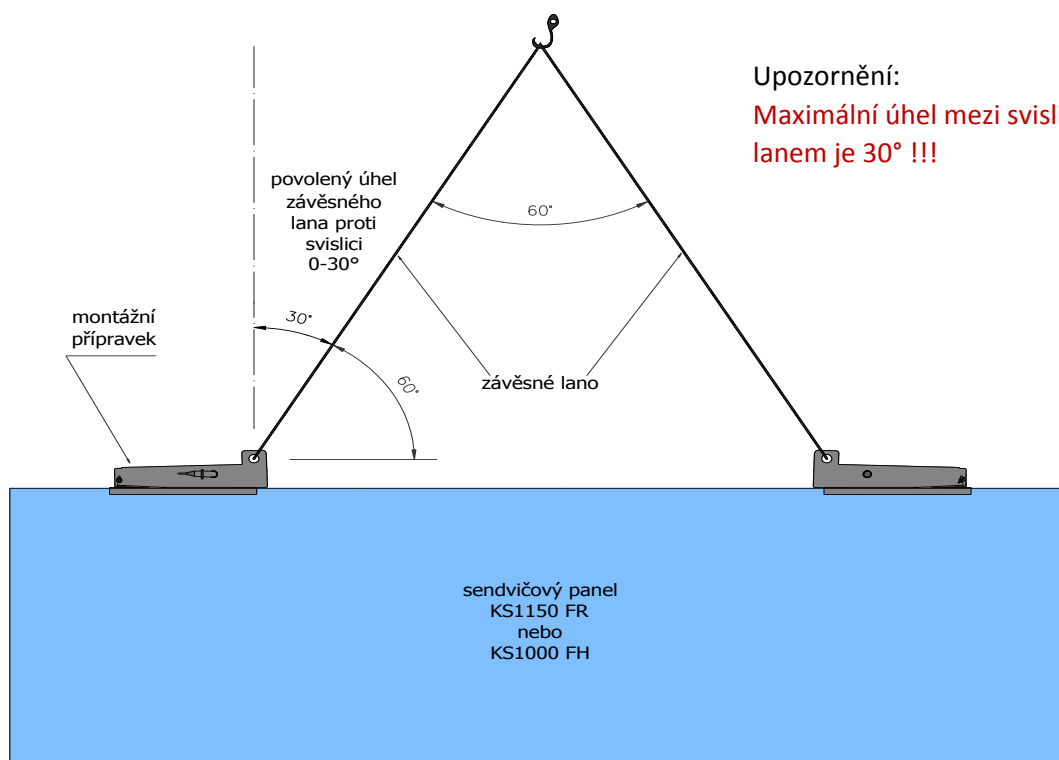 Upozornění:
Maximální úhel mezi svisli
lanem je 30° !!!
povolený úhel
závěsného
lana proti
svislici
0-30°
60°
30°
60°
montážní
přípravek
závěsné lano
sendvičový panel
KS1150 FR
nebo
KS1000 FH